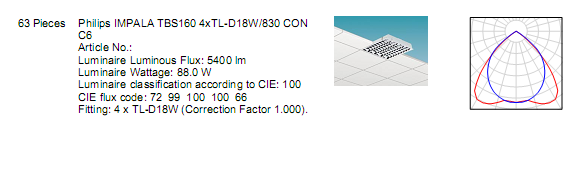 63 Pieces Philips IMPALA TBS160 4xTL-D18W/830 CON
C6
Article No.:
Luminaire Luminous Flux: 5400 lm
Luminaire Wattage: 88.0 W
Luminaire classification according to CIE: 100
CIE flux code: 72 99 100 100 66
Fitting: 4 x TL-D18W (Correction Factor 1.000).